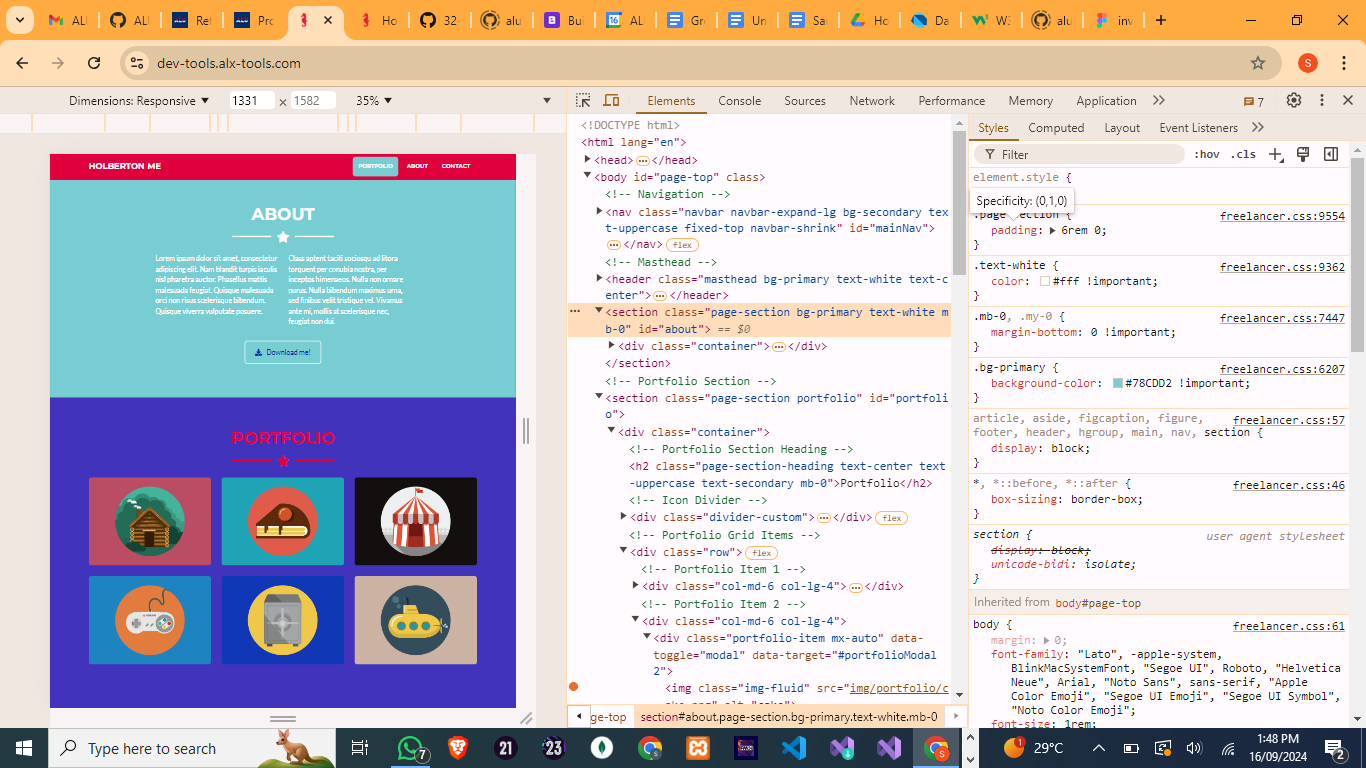 ALI
ALI
Ref
Pro
Ho
32-
alu
Bui
ALI
Gro
Un
Sar
Ho
Da
W3
alu
inv
dev-tools.alx-tools.com
S
Dimensions: Responsive
1331 × 1582
35%
Elements
Console
Sources
Network
Performance
Memory
Application
7
HOLBERTON ME
PORTFOLIO
ABOUT
CONTACT
ABOUT
Lorem ipsum dolor sit amet, consectetur
adipiscing elit. Nam blandit turpis iaculis
nisl pharetra auctor. Phasellus mattis
malesuada feugiat. Quisque malesuada
orci non risus scelerisque bibendum.
Quisque viverra vulputate posuere.
Class aptent taciti sociosqu ad litora
torquent per conubia nostra, per
inceptos himenaeos. Nulla non ornare
purus. Nulla bibendum maximus urna,
sed finibus velit tristique vel. Vivamus
ante mi, mollis at scelerisque nec,
feugiat non dui.
Download me!
PORTFOLIO
<!DOCTYPE html>
<html lang="en">
<head>…</head>
<body id="page-top" class>
<!-- Navigation -->
<nav class="navbar navbar-expand-lg bg-secondary tex
t-uppercase fixed-top navbar-shrink" id="mainNav">
…</nav> flex
<!-- Masthead -->
<header class="masthead bg-primary text-white text-c
enter">…</header>
<section class="page-section bg-primary text-white m
b-0" id="about"> == $0
<div class="container">…</div>
</section>
<!-- Portfolio Section -->
<section class="page-section portfolio" id="portfoli
o">
<div class="container">
<!-- Portfolio Section Heading -->
<h2 class="page-section-heading text-center text
-uppercase text-secondary mb-0">Portfolio</h2>
<!-- Icon Divider -->
<div class="divider-custom">…</div> flex
<!-- Portfolio Grid Items -->
<div class="row"> flex
<!-- Portfolio Item 1 -->
<div class="col-md-6 col-lg-4">…</div>
<!-- Portfolio Item 2 -->
<div class="col-md-6 col-lg-4">
<div class="portfolio-item mx-auto" data-
toggle="modal" data-target="#portfolioModal
2">
<img class="img-fluid" src="img/portfolio/c
ge-top
section#about.page-section.bg-primary.text-white.mb-0
Styles
Computed
Layout
Event Listeners
Filter
:hov .cls
element.style {
Specificity: (0,1,0)
.page-section {
freelancer.css:9554
padding: 6rem 0;
}
.text-white {
freelancer.css:9362
color: #fff !important;
}
.mb-0, .my-0 {
freelancer.css:7447
margin-bottom: 0 !important;
}
.bg-primary {
freelancer.css:6207
background-color: #78CDD2 !important;
}
article, aside, figcaption, figure,
freelancer.css:57
footer, header, hgroup, main, nav, section {
display: block;
}
*, *::before, *::after {
freelancer.css:46
box-sizing: border-box;
}
section {
user agent stylesheet
display: block;
unicode-bidi: isolate;
}
Inherited from body#page-top
body {
freelancer.css:61
margin: 0;
font-family: "Lato", -apple-system,
BlinkMacSystemFont, "Segoe UI", Roboto, "Helvetica
Neue", Arial, "Noto Sans", sans-serif, "Apple
Color Emoji", "Segoe UI Emoji", "Segoe UI Symbol",
"Noto Color Emoji";
font-size: 1rem;
Type here to search
7
21
23
S
1
29°C
1:48 PM
16/09/2024
2